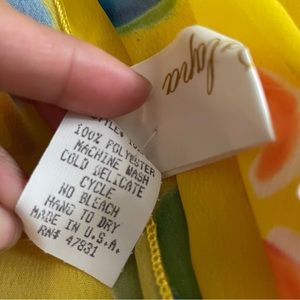 100% POLYESTER
MACHINE WASH
COLD DELICATE
CYCLE
NO BLEACH
HANG TO DRY
MADE IN U.S.A.
RN# 47831